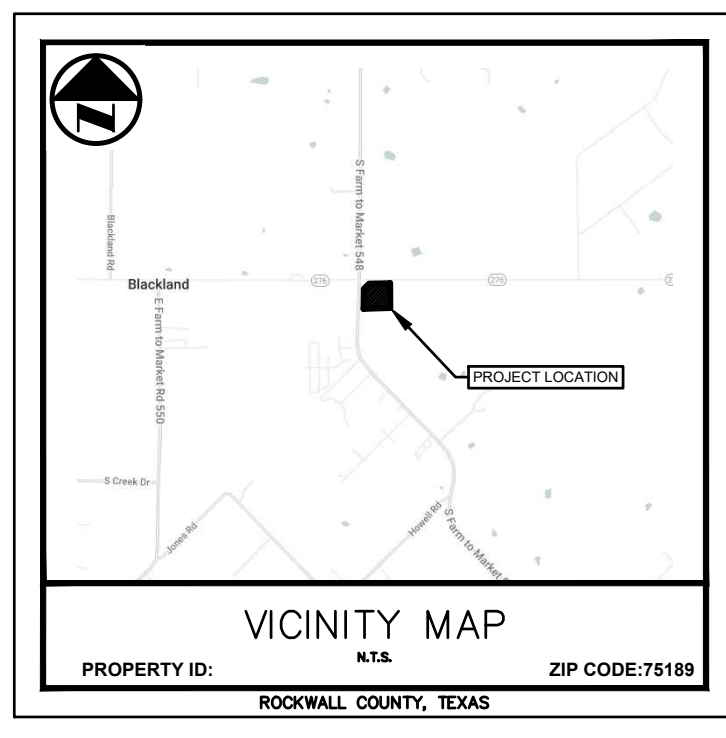 N
S Farm to Market 548
Blackland Rd
276
276
Blackland
E Farm to Market Rd 550
PROJECT LOCATION
S Creek Dr
Jones Rd
Howell Rd
S Farm to Market
VICINITY MAP
N.T.S.
PROPERTY ID:
ZIP CODE:75189
ROCKWALL COUNTY, TEXAS